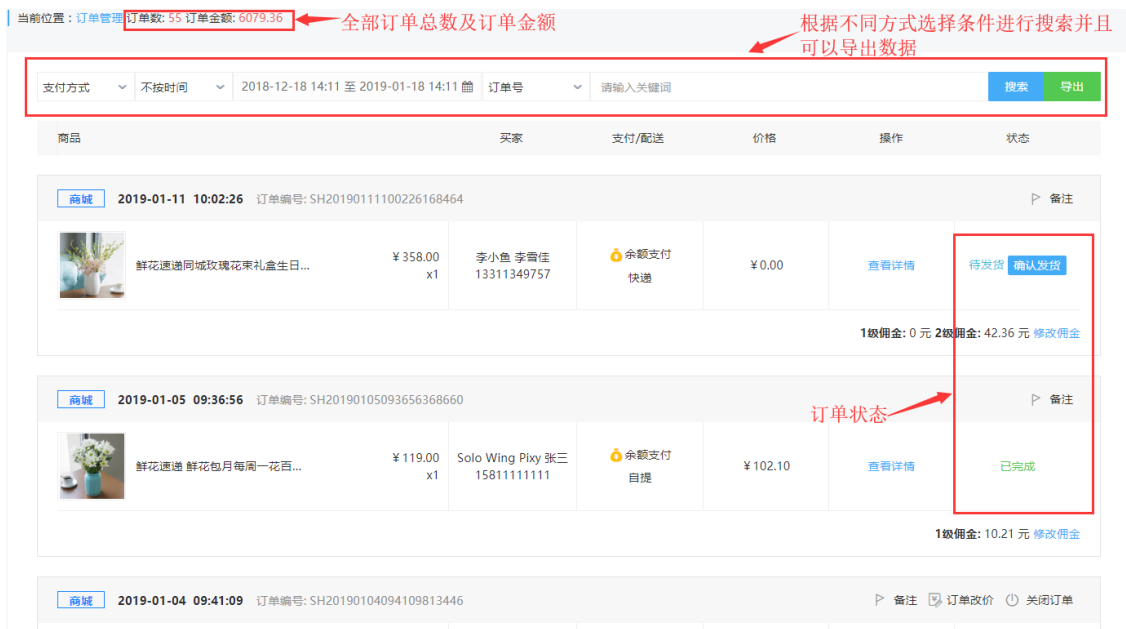 当前位置：订单管理 订单数: 55 订单金额: 6079.36
全部订单总数及订单金额
根据不同方式选择条件进行搜索并且
可以导出数据
支付方式 不按时间 2018-12-18 14:11 至 2019-01-18 14:11 订单号 请输入关键词 搜索 导出
商品 买家 支付/配送 价格 操作 状态
商城 2019-01-11 10:02:26 订单编号: SH20190111100226168464 备注
鲜花速递同城玫瑰花束礼盒生日... ¥358.00 x1 李小鱼 李雪佳 13311349757 余额支付 快递 ¥0.00 查看详情 待发货 确认发货
1级佣金: 0 元 2级佣金: 42.36 元 修改佣金
商城 2019-01-05 09:36:56 订单编号: SH20190105093656368660 备注
订单状态
鲜花速递 鲜花包月每周一花百... ¥119.00 x1 Solo Wing Pixy 张三 15811111111 余额支付 自提 ¥102.10 查看详情 已完成
1级佣金: 10.21 元 修改佣金
商城 2019-01-04 09:41:09 订单编号: SH20190104094109813446 备注 订单改价 关闭订单